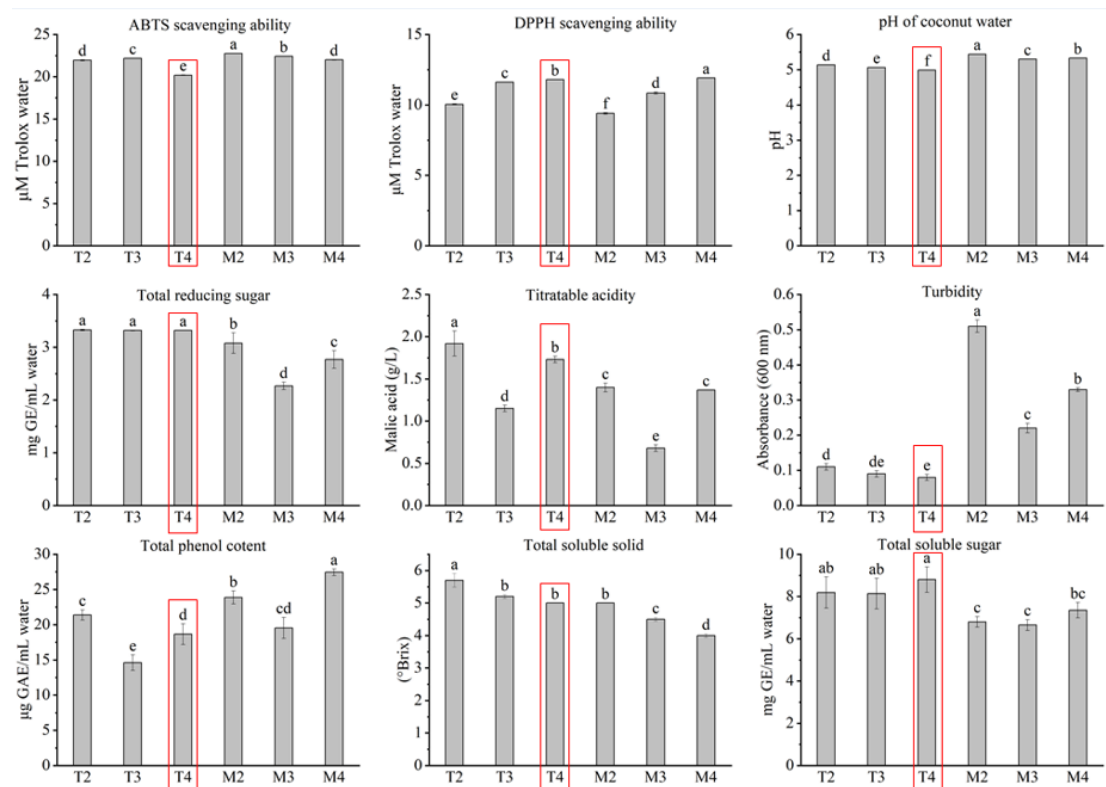 ABTS scavenging ability
25
20
15
10
5
0
µM Trolox water
d c e a b d
T2 T3 T4 M2 M3 M4
DPPH scavenging ability
15
10
5
0
µM Trolox water
e c b f d a
T2 T3 T4 M2 M3 M4
pH of coconut water
6
5
4
3
2
1
0
pH
d e f a c b
T2 T3 T4 M2 M3 M4
Total reducing sugar
4
3
2
1
0
mg GE/mL water
a a a b d c
T2 T3 T4 M2 M3 M4
Titratable acidity
2.5
2.0
1.5
1.0
0.5
0.0
Malic acid (g/L)
a d b c e c
T2 T3 T4 M2 M3 M4
Turbidity
0.6
0.5
0.4
0.3
0.2
0.1
0.0
Absorbance (600 nm)
d de e a c b
T2 T3 T4 M2 M3 M4
Total phenol cotent
30
25
20
15
10
5
0
µg GAE/mL water
c e d b cd a
T2 T3 T4 M2 M3 M4
Total soluble solid
6
5
4
3
2
1
0
(°Brix)
a b b b c d
T2 T3 T4 M2 M3 M4
Total soluble sugar
10
8
6
4
2
0
mg GE/mL water
ab ab a c c bc
T2 T3 T4 M2 M3 M4